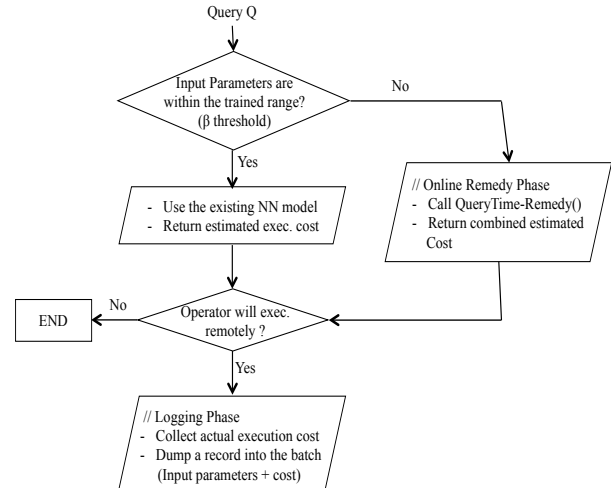 Query Q
Input Parameters are
within the trained range?
(β threshold)
No
Yes
- Use the existing NN model
- Return estimated exec. cost
// Online Remedy Phase
- Call QueryTime-Remedy()
- Return combined estimated
Cost
Operator will exec.
remotely ?
No
END
Yes
// Logging Phase
- Collect actual execution cost
- Dump a record into the batch
(Input parameters + cost)